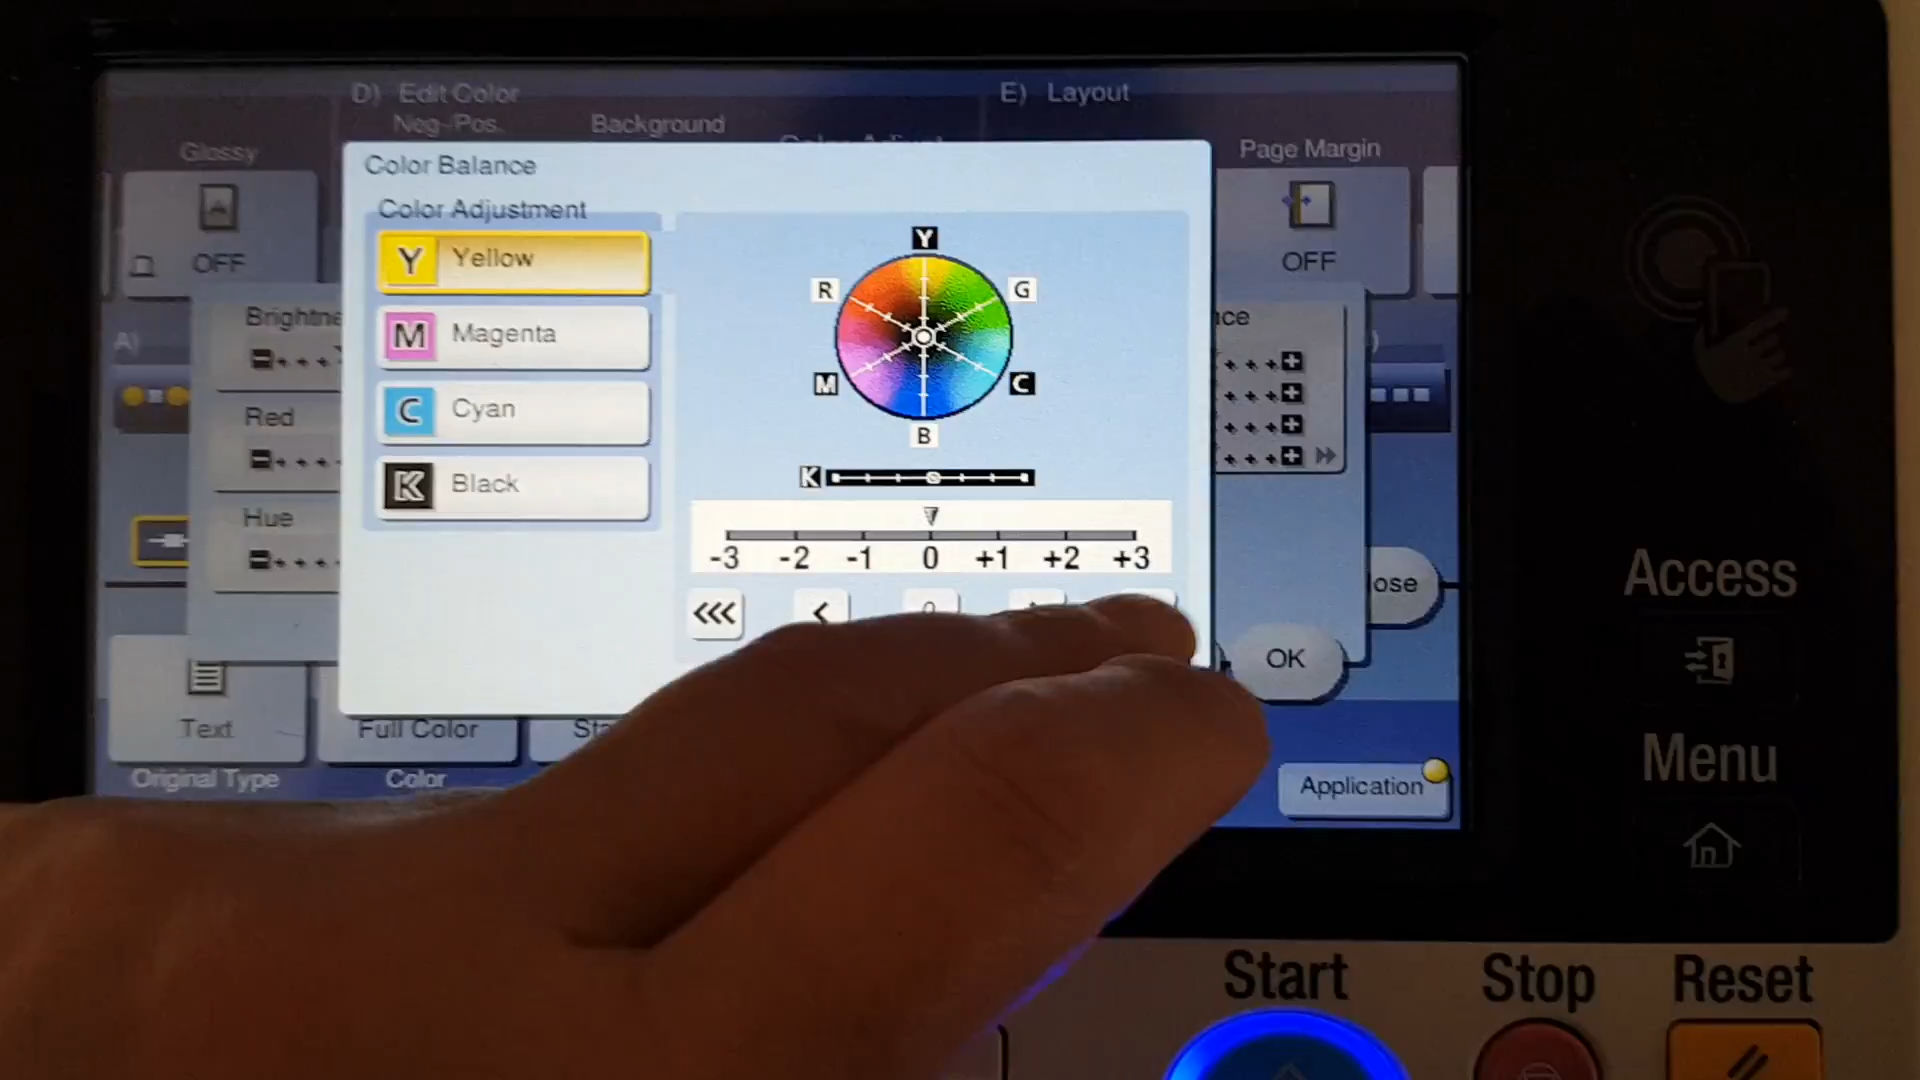 D) Edit Color
E) Layout
Neg-/Pos.
Background
Glossy
Page Margin
Color Balance
OFF
OFF
Color Adjustment
Y Yellow
M Magenta
C Cyan
K Black
Y
R
G
M
C
B
K
-3 -2 -1 0 +1 +2 +3
A)
Red
Hue
OK
Text
Full Color
Original Type
Color
Application
Access
Menu
Start
Stop
Reset